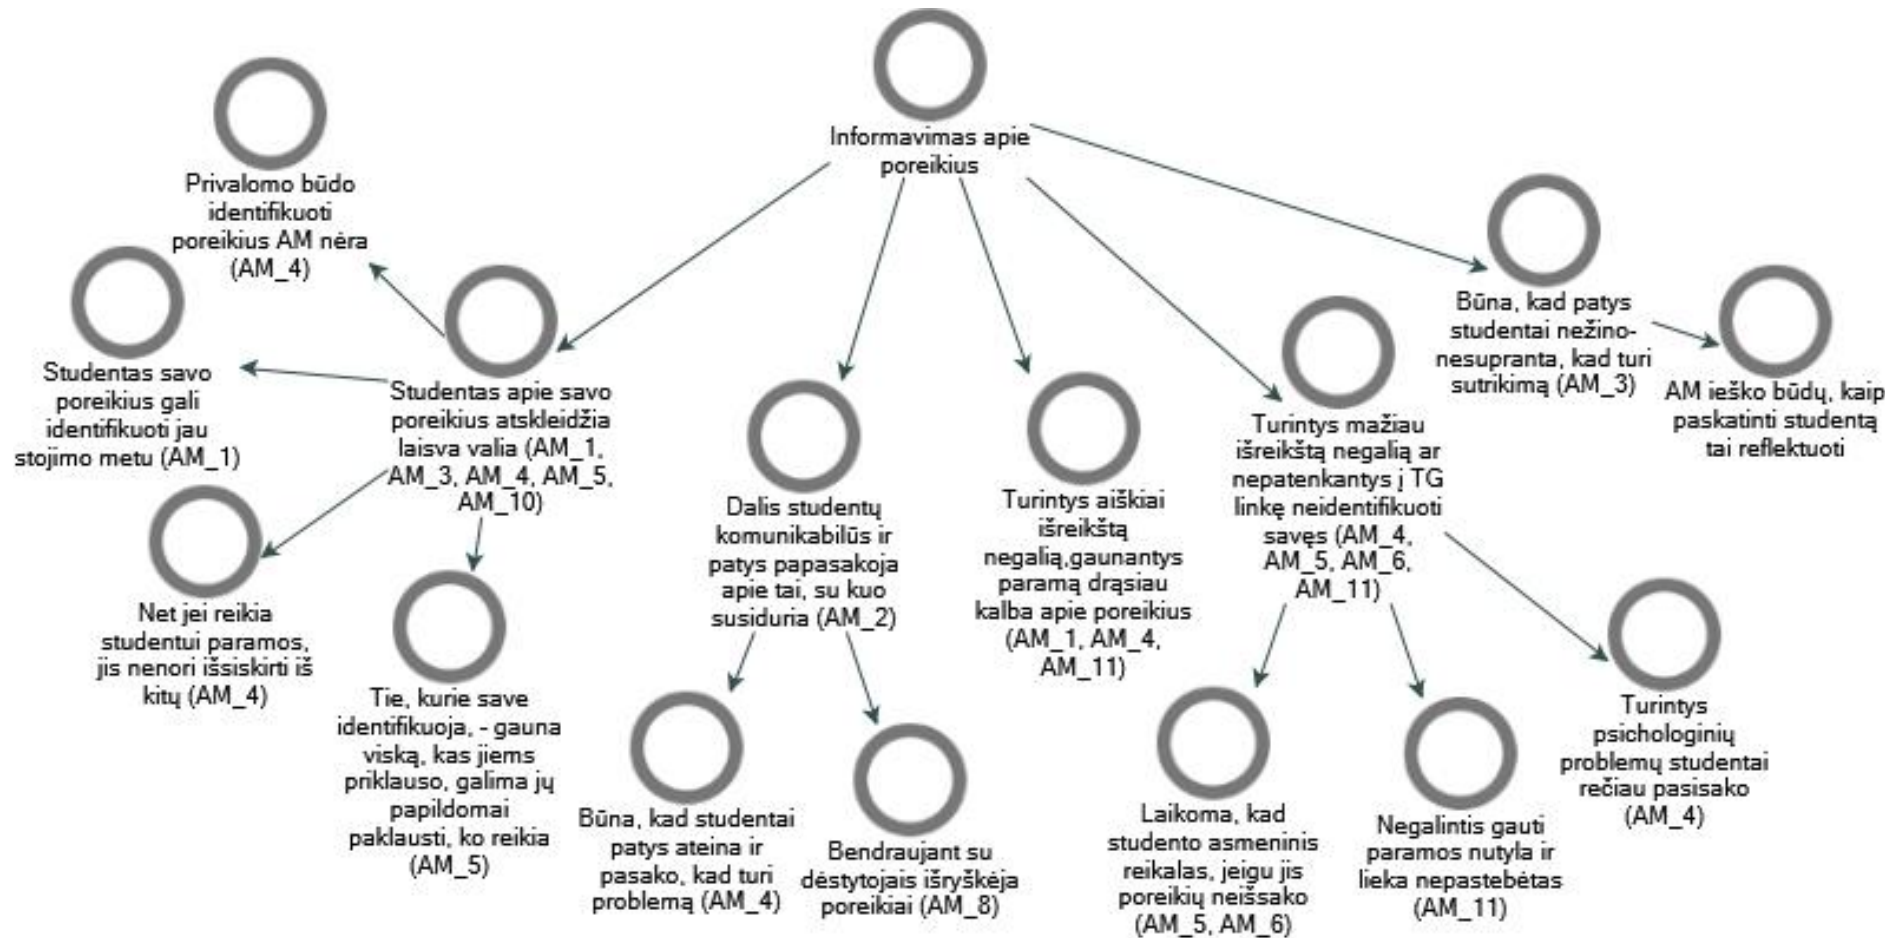 Informavimas apie
poreikius
Privalomo būdo
identifikuoti
poreikius AM nėra
(AM_4)
Studentas savo
poreikius gali
identifikuoti jau
stojimo metu (AM_1)
Studentas apie savo
poreikius atskleidžia
laisva valia (AM_1,
AM_3, AM_4, AM_5,
AM_10)
Net jei reikia
studentui paramos,
jis nenori išsiskirti iš
kitų (AM_4)
Tie, kurie save
identifikuoja, - gauna
viską, kas jiems
priklauso, galima jų
papildomai
paklausti, ko reikia
(AM_5)
Dalis studentų
komunikabilūs ir
patys papasakoja
apie tai, su kuo
susiduria (AM_2)
Būna, kad studentai
patys ateina ir
pasako, kad turi
problemą (AM_4)
Bendraujant su
dėstytojais išryškėja
poreikiai (AM_8)
Turintys aiškiai
išreikštą
negalią,gaunantys
paramą drąsiau
kalba apie poreikius
(AM_1, AM_4,
AM_11)
Turintys mažiau
išreikštą negalią ar
nepatenkantys į TG
linkę neidentifikuoti
savęs (AM_4,
AM_5, AM_6,
AM_11)
Laikoma, kad
studento asmeninis
reikalas, jeigu jis
poreikių neišsako
(AM_5, AM_6)
Negalintis gauti
paramos nutyla ir
lieka nepastebėtas
(AM_11)
Turintys
psichologinių
problemų studentai
rečiau pasisako
(AM_4)
Būna, kad patys
studentai nežino-
nesupranta, kad turi
sutrikimą (AM_3)
AM ieško būdų, kaip
paskatinti studentą
tai reflektuoti